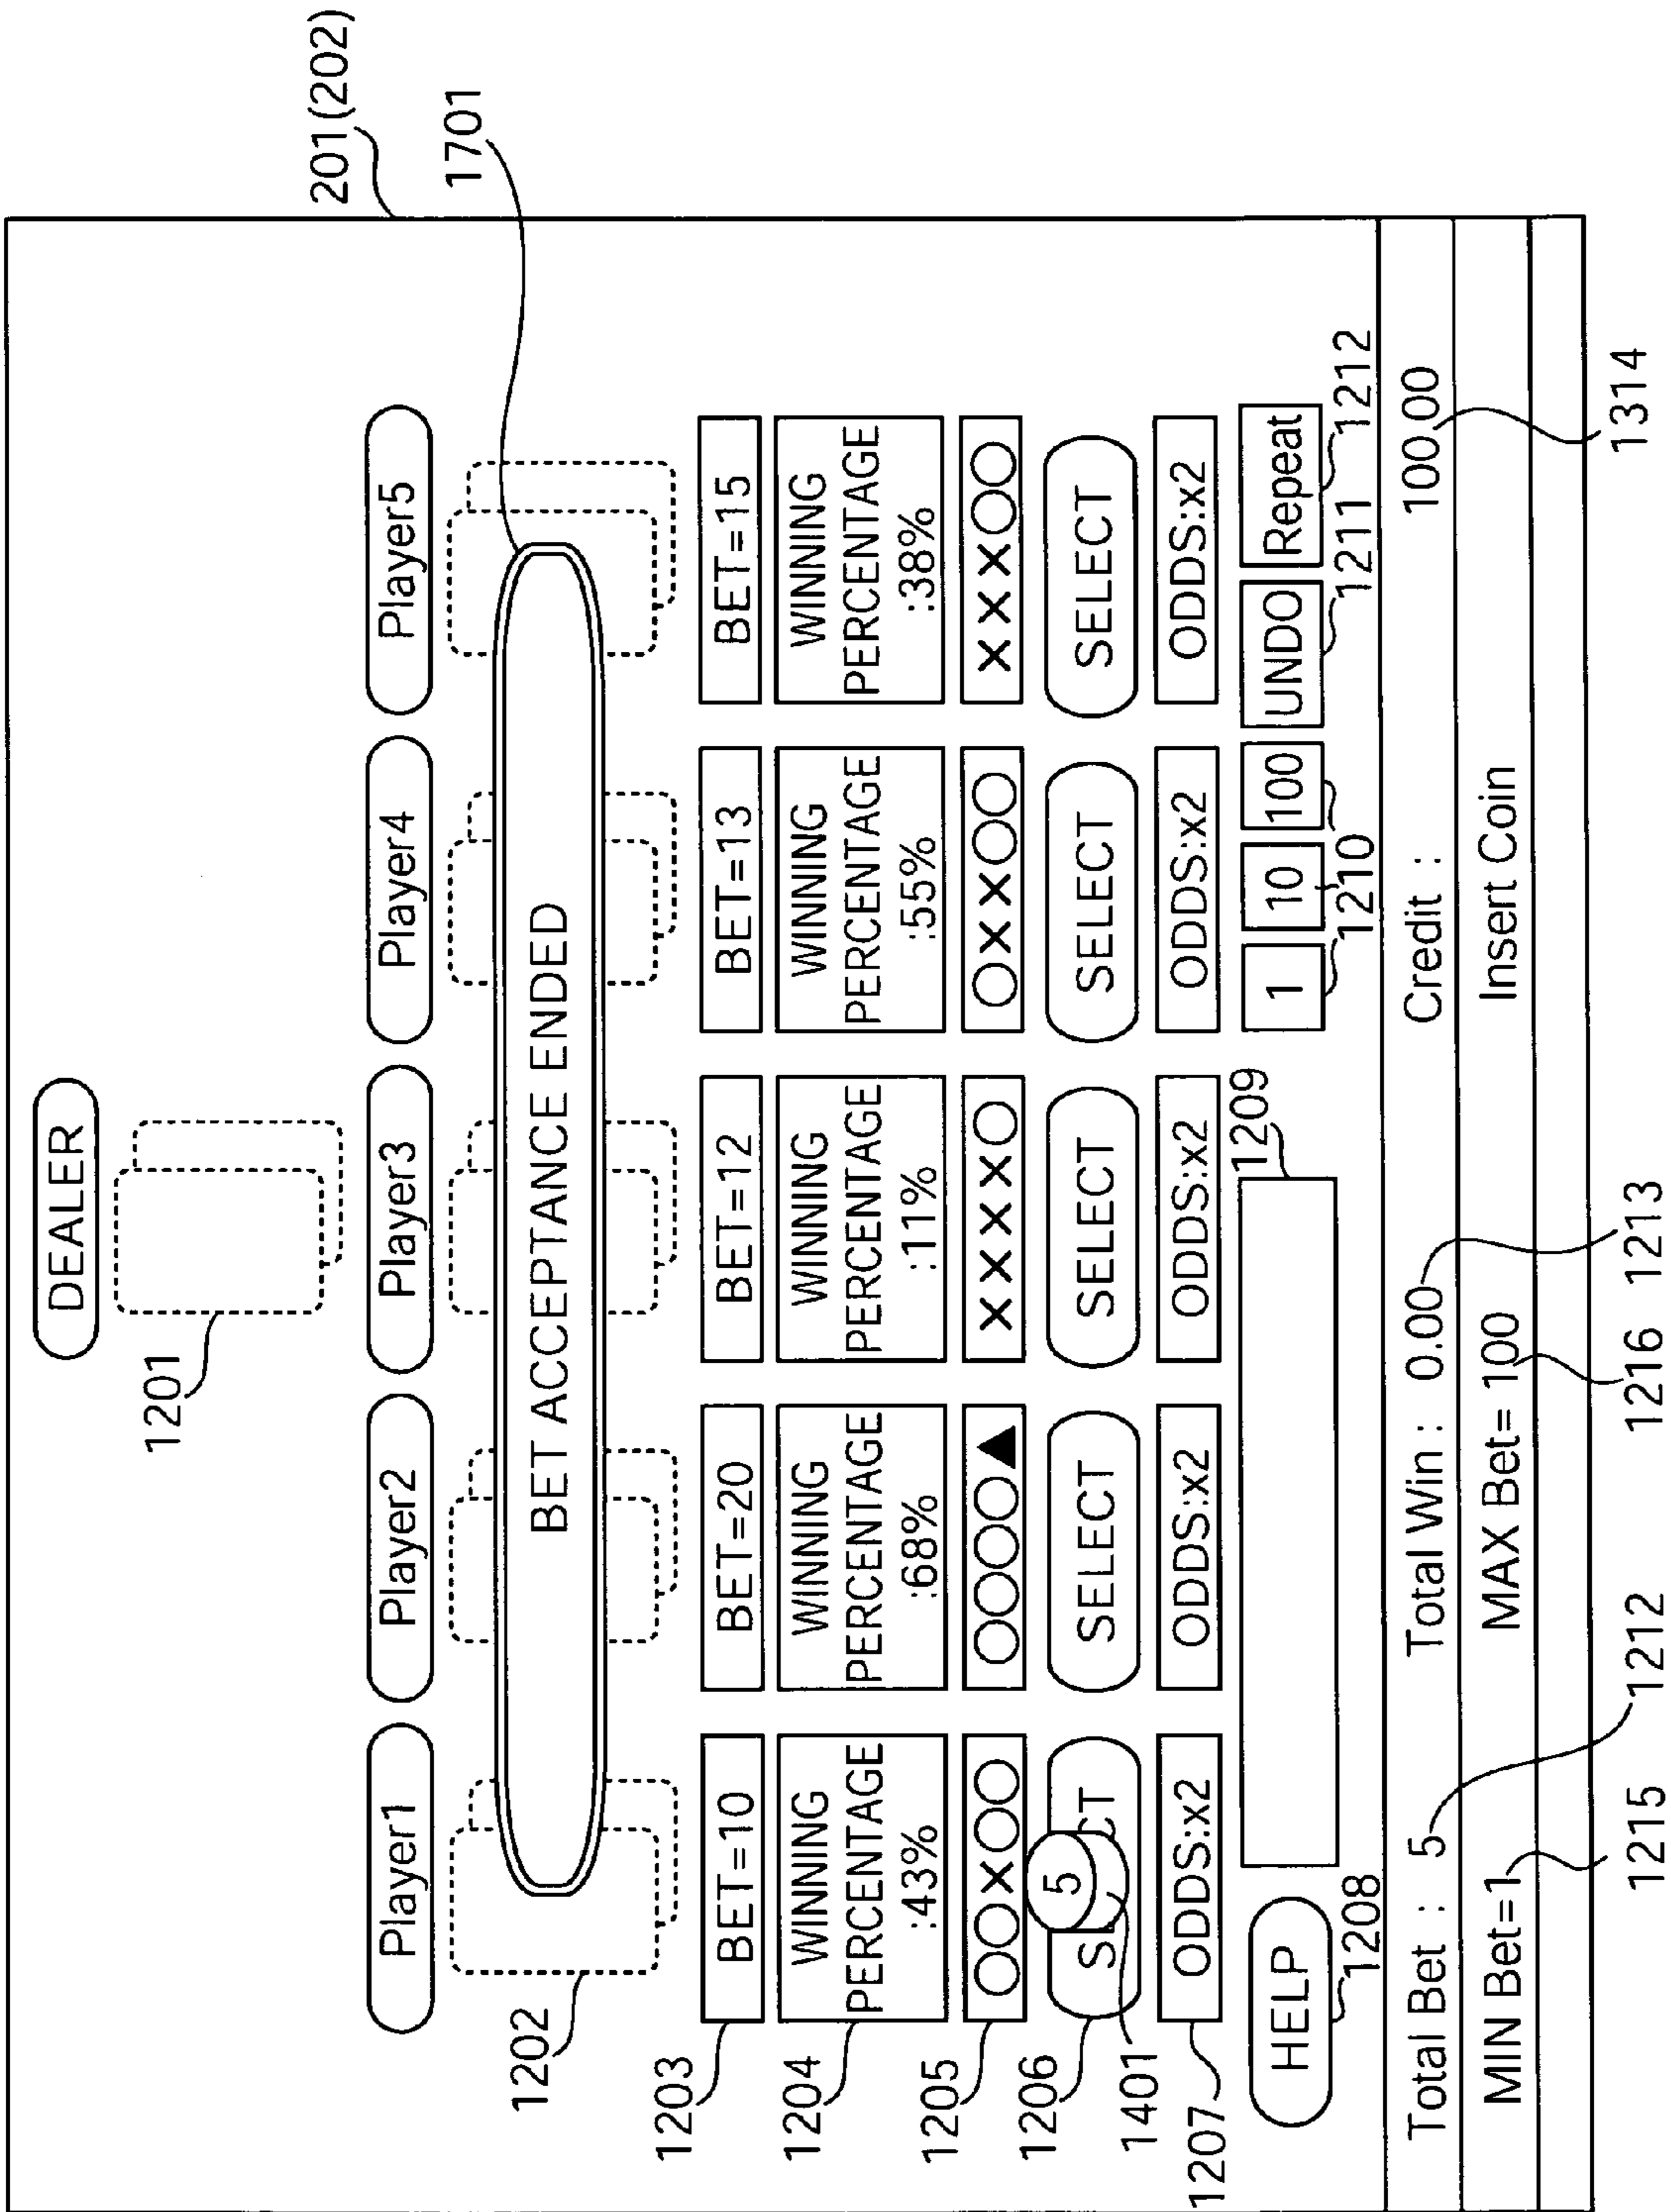 201(202)
DEALER
1201
1701
Player1 Player2 Player3 Player4 Player5
BET ACCEPTANCE ENDED
1202
1203 BET=10 BET=20 BET=12 BET=13 BET=15
1204
WINNING PERCENTAGE :43%
WINNING PERCENTAGE :68%
WINNING PERCENTAGE :11%
WINNING PERCENTAGE :55%
WINNING PERCENTAGE :38%
1205 ○○×○○ ○○○○▲ ××××○ ○××○○ ×××○○
1206 SELECT SELECT SELECT SELECT
5
1401
1207 ODDS:x2 ODDS:x2 ODDS:x2 ODDS:x2 ODDS:x2
HELP 1208 1209 1 10 100 UNDO Repeat
1210 1211 1212
Total Bet : 5 Total Win : 0.00 Credit : 100.00
MIN Bet=1 MAX Bet= 100 Insert Coin
1215 1212 1216 1213 1314